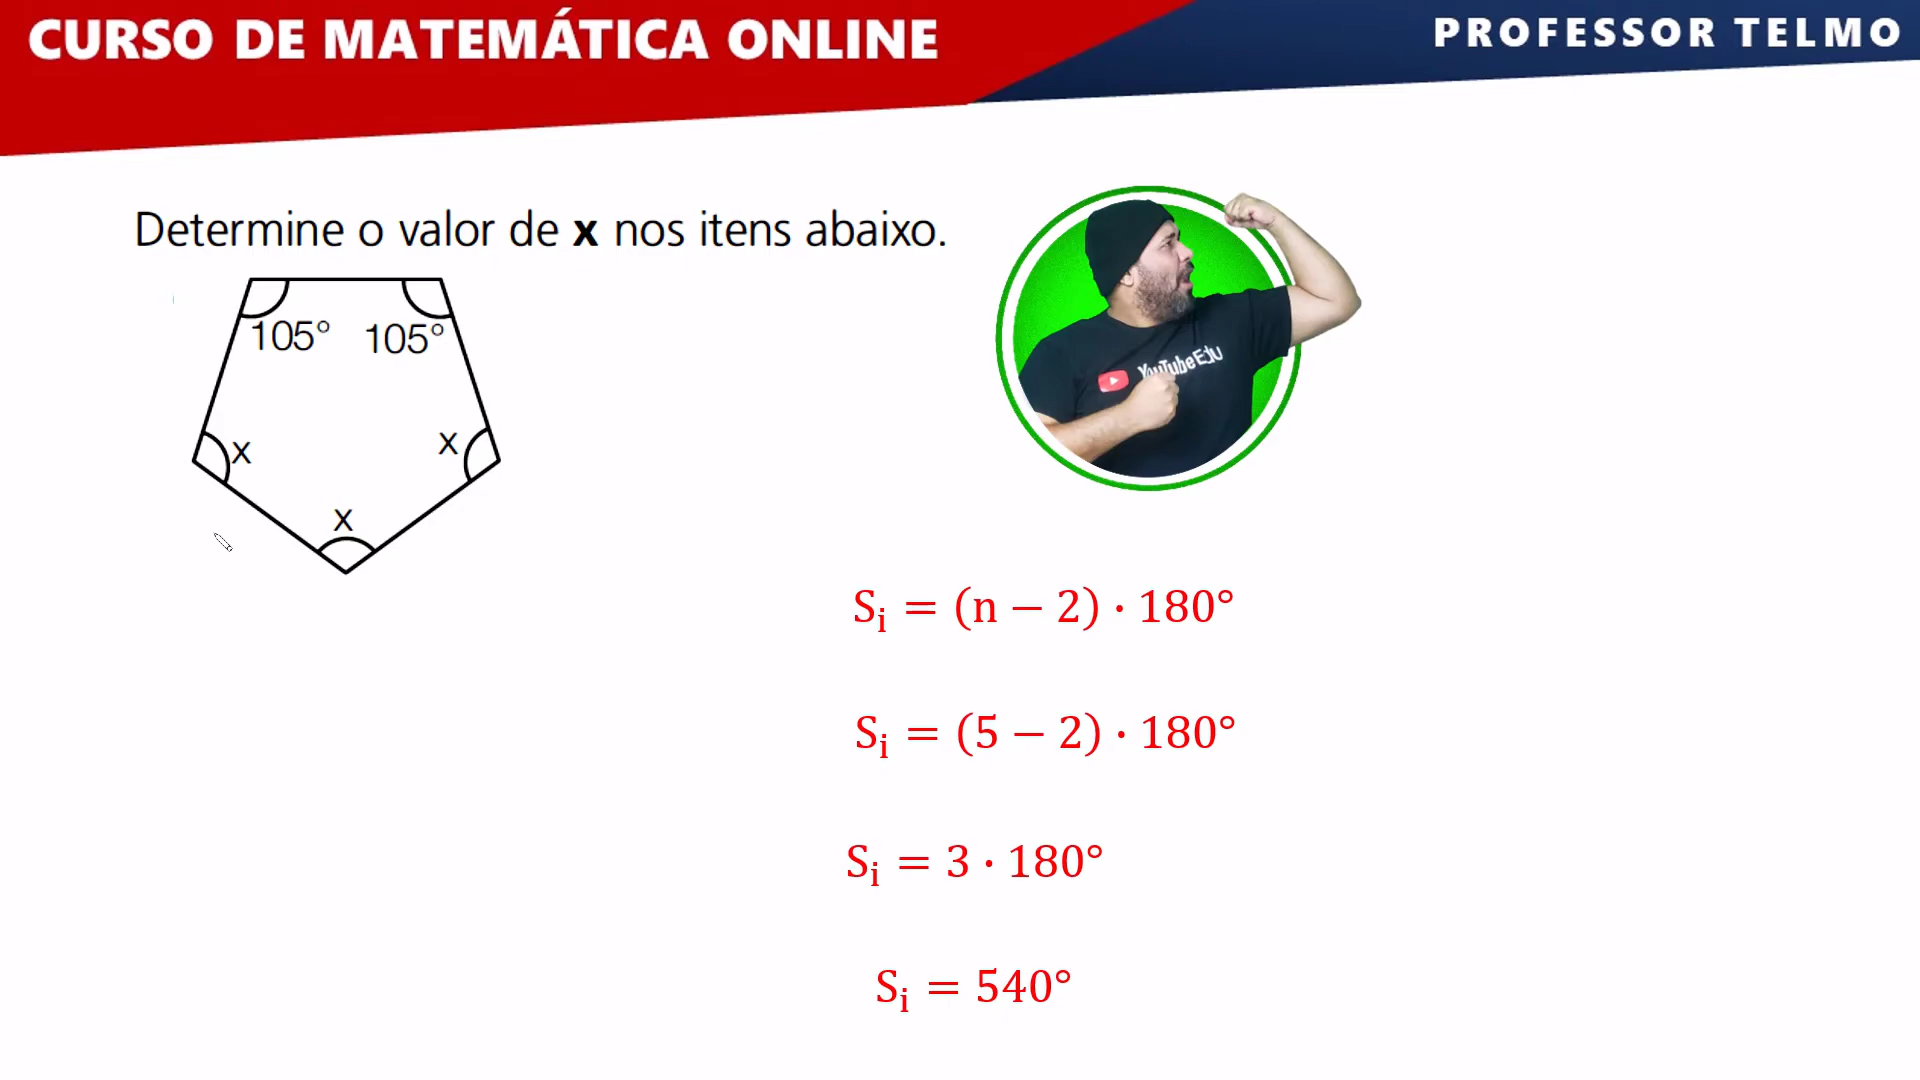 CURSO DE MATEMÁTICA ONLINE
PROFESSOR TELMO
Determine o valor de x nos itens abaixo.
105° 105°
x x
x
YouTube Edu
Sᵢ = (n − 2) · 180°
Sᵢ = (5 − 2) · 180°
Sᵢ = 3 · 180°
Sᵢ = 540°